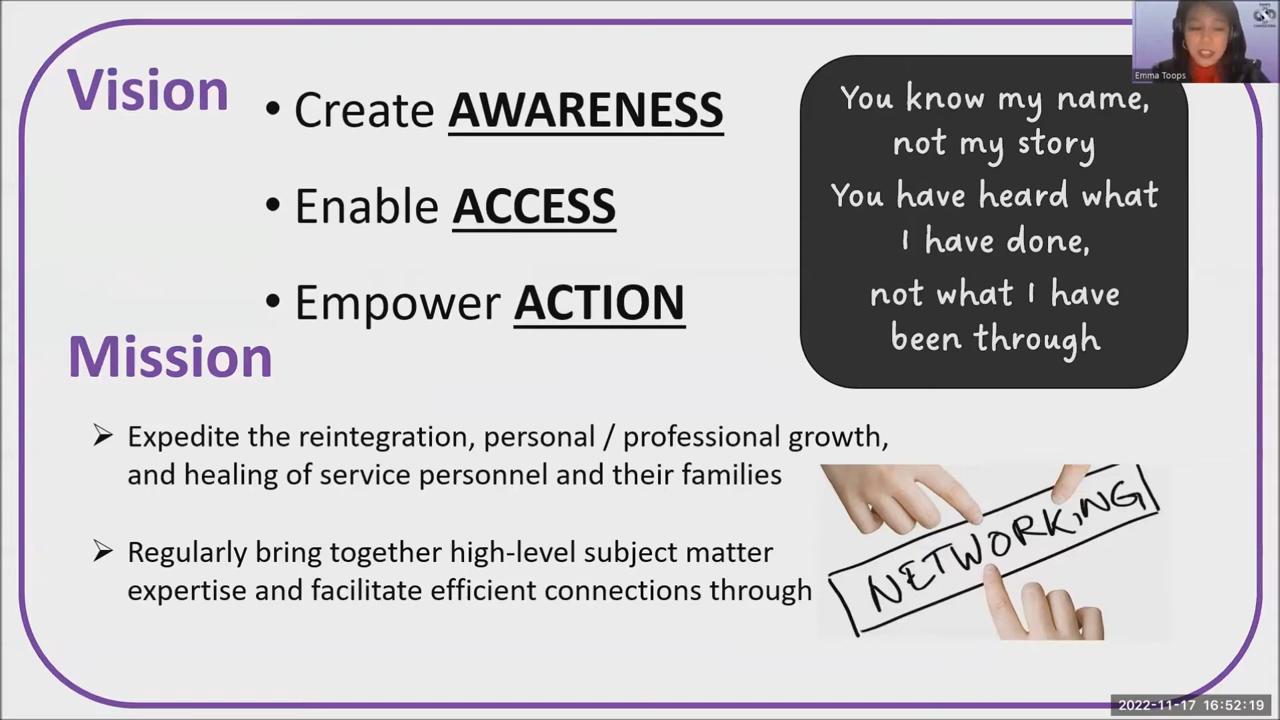 Vision
• Create AWARENESS
• Enable ACCESS
• Empower ACTION
You know my name,
not my story
You have heard what
I have done,
not what I have
been through
Emma Toops
Mission
➢ Expedite the reintegration, personal / professional growth,
and healing of service personnel and their families
➢ Regularly bring together high-level subject matter
expertise and facilitate efficient connections through
NETWORKING
2022-11-17 16:52:19